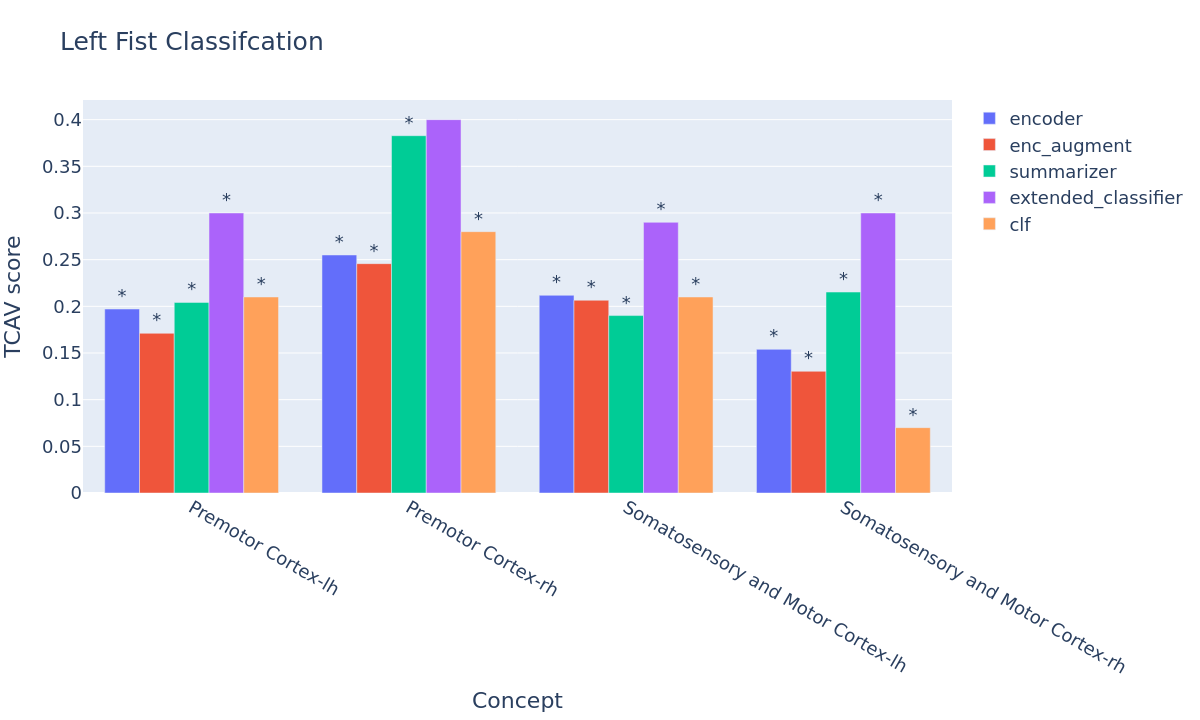 Left Fist Classifcation
TCAV score
0.4
0.35
0.3
0.25
0.2
0.15
0.1
0.05
0
* * * * *
* * * *
* * * * *
* * * * *
Premotor Cortex-lh
Premotor Cortex-rh
Somatosensory and Motor Cortex-lh
Somatosensory and Motor Cortex-rh
Concept
encoder
enc_augment
summarizer
extended_classifier
clf